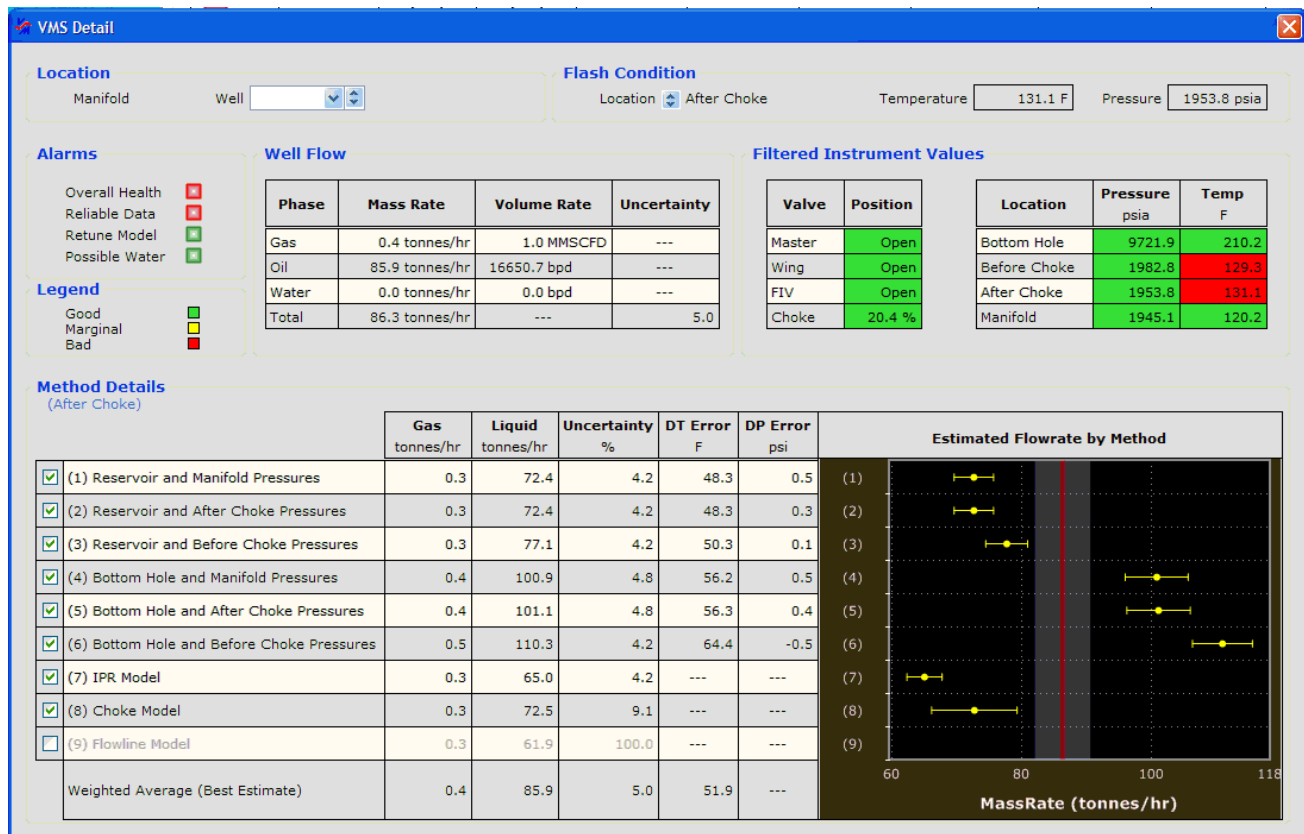 VMS Detail
Location
Manifold Well
Flash Condition
Location After Choke Temperature 131.1 F Pressure 1953.8 psia
Alarms
Overall Health
Reliable Data
Retune Model
Possible Water
Legend
Good
Marginal
Bad
Well Flow
Phase Mass Rate Volume Rate Uncertainty
Gas 0.4 tonnes/hr 1.0 MMSCFD ---
Oil 85.9 tonnes/hr 16650.7 bpd ---
Water 0.0 tonnes/hr 0.0 bpd ---
Total 86.3 tonnes/hr --- 5.0
Filtered Instrument Values
Valve Position
Master Open
Wing Open
FIV Open
Choke 20.4 %
Location Pressure Temp
psia F
Bottom Hole 9721.9 210.2
Before Choke 1982.8 129.3
After Choke 1953.8 131.1
Manifold 1945.1 120.2
Method Details
(After Choke)
Gas Liquid Uncertainty DT Error DP Error
tonnes/hr tonnes/hr % F psi
(1) Reservoir and Manifold Pressures 0.3 72.4 4.2 48.3 0.5
(2) Reservoir and After Choke Pressures 0.3 72.4 4.2 48.3 0.3
(3) Reservoir and Before Choke Pressures 0.3 77.1 4.2 50.3 0.1
(4) Bottom Hole and Manifold Pressures 0.4 100.9 4.8 56.2 0.5
(5) Bottom Hole and After Choke Pressures 0.4 101.1 4.8 56.3 0.4
(6) Bottom Hole and Before Choke Pressures 0.5 110.3 4.2 64.4 -0.5
(7) IPR Model 0.3 65.0 4.2 --- ---
(8) Choke Model 0.3 72.5 9.1 --- ---
(9) Flowline Model 0.3 61.9 100.0 --- ---
Weighted Average (Best Estimate) 0.4 85.9 5.0 51.9 ---
Estimated Flowrate by Method
(1)
(2)
(3)
(4)
(5)
(6)
(7)
(8)
(9)
60 80 100 118
MassRate (tonnes/hr)